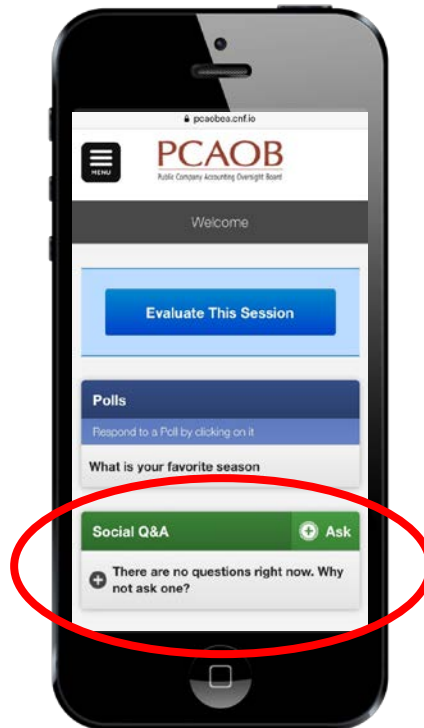 pcaobea.cnf.io
MENU
PCAOB
Public Company Accounting Oversight Board
Welcome
Evaluate This Session
Polls
Respond to a Poll by clicking on it
What is your favorite season
Social Q&A
Ask
There are no questions right now. Why
not ask one?